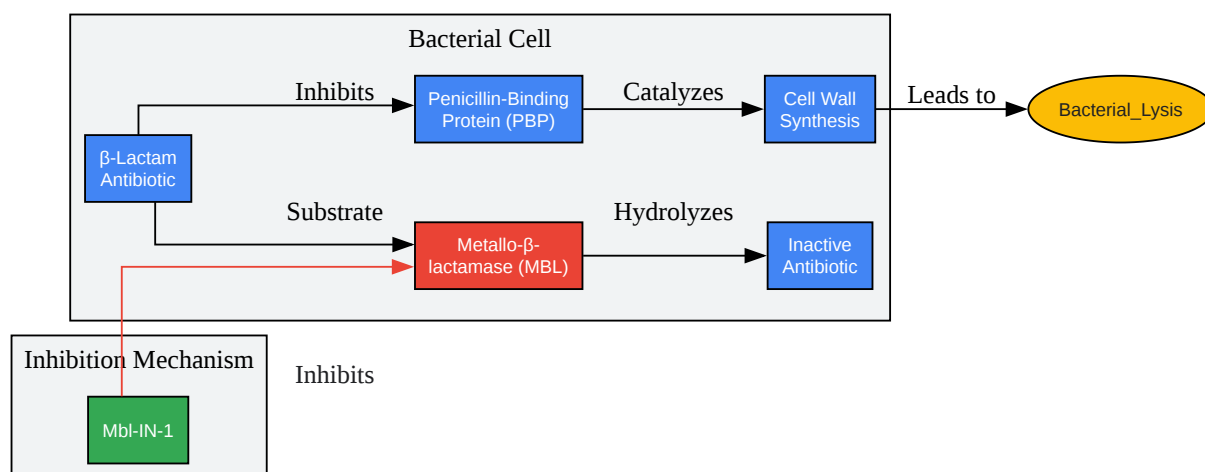 Bacterial Cell
Inhibits
Penicillin-Binding
Protein (PBP)
Catalyzes
Cell Wall
Synthesis
Leads to
Bacterial_Lysis
β-Lactam
Antibiotic
Substrate
Metallo-β-
lactamase (MBL)
Hydrolyzes
Inactive
Antibiotic
Inhibition Mechanism
Inhibits
Mbl-IN-1